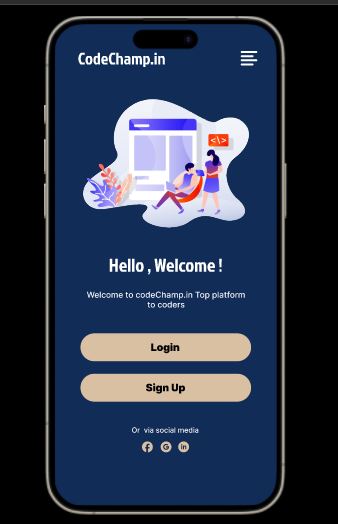 CodeChamp.in
</>
Hello , Welcome !
Welcome to codeChamp.in Top platform
to coders
Login
Sign Up
Or via social media
f G in